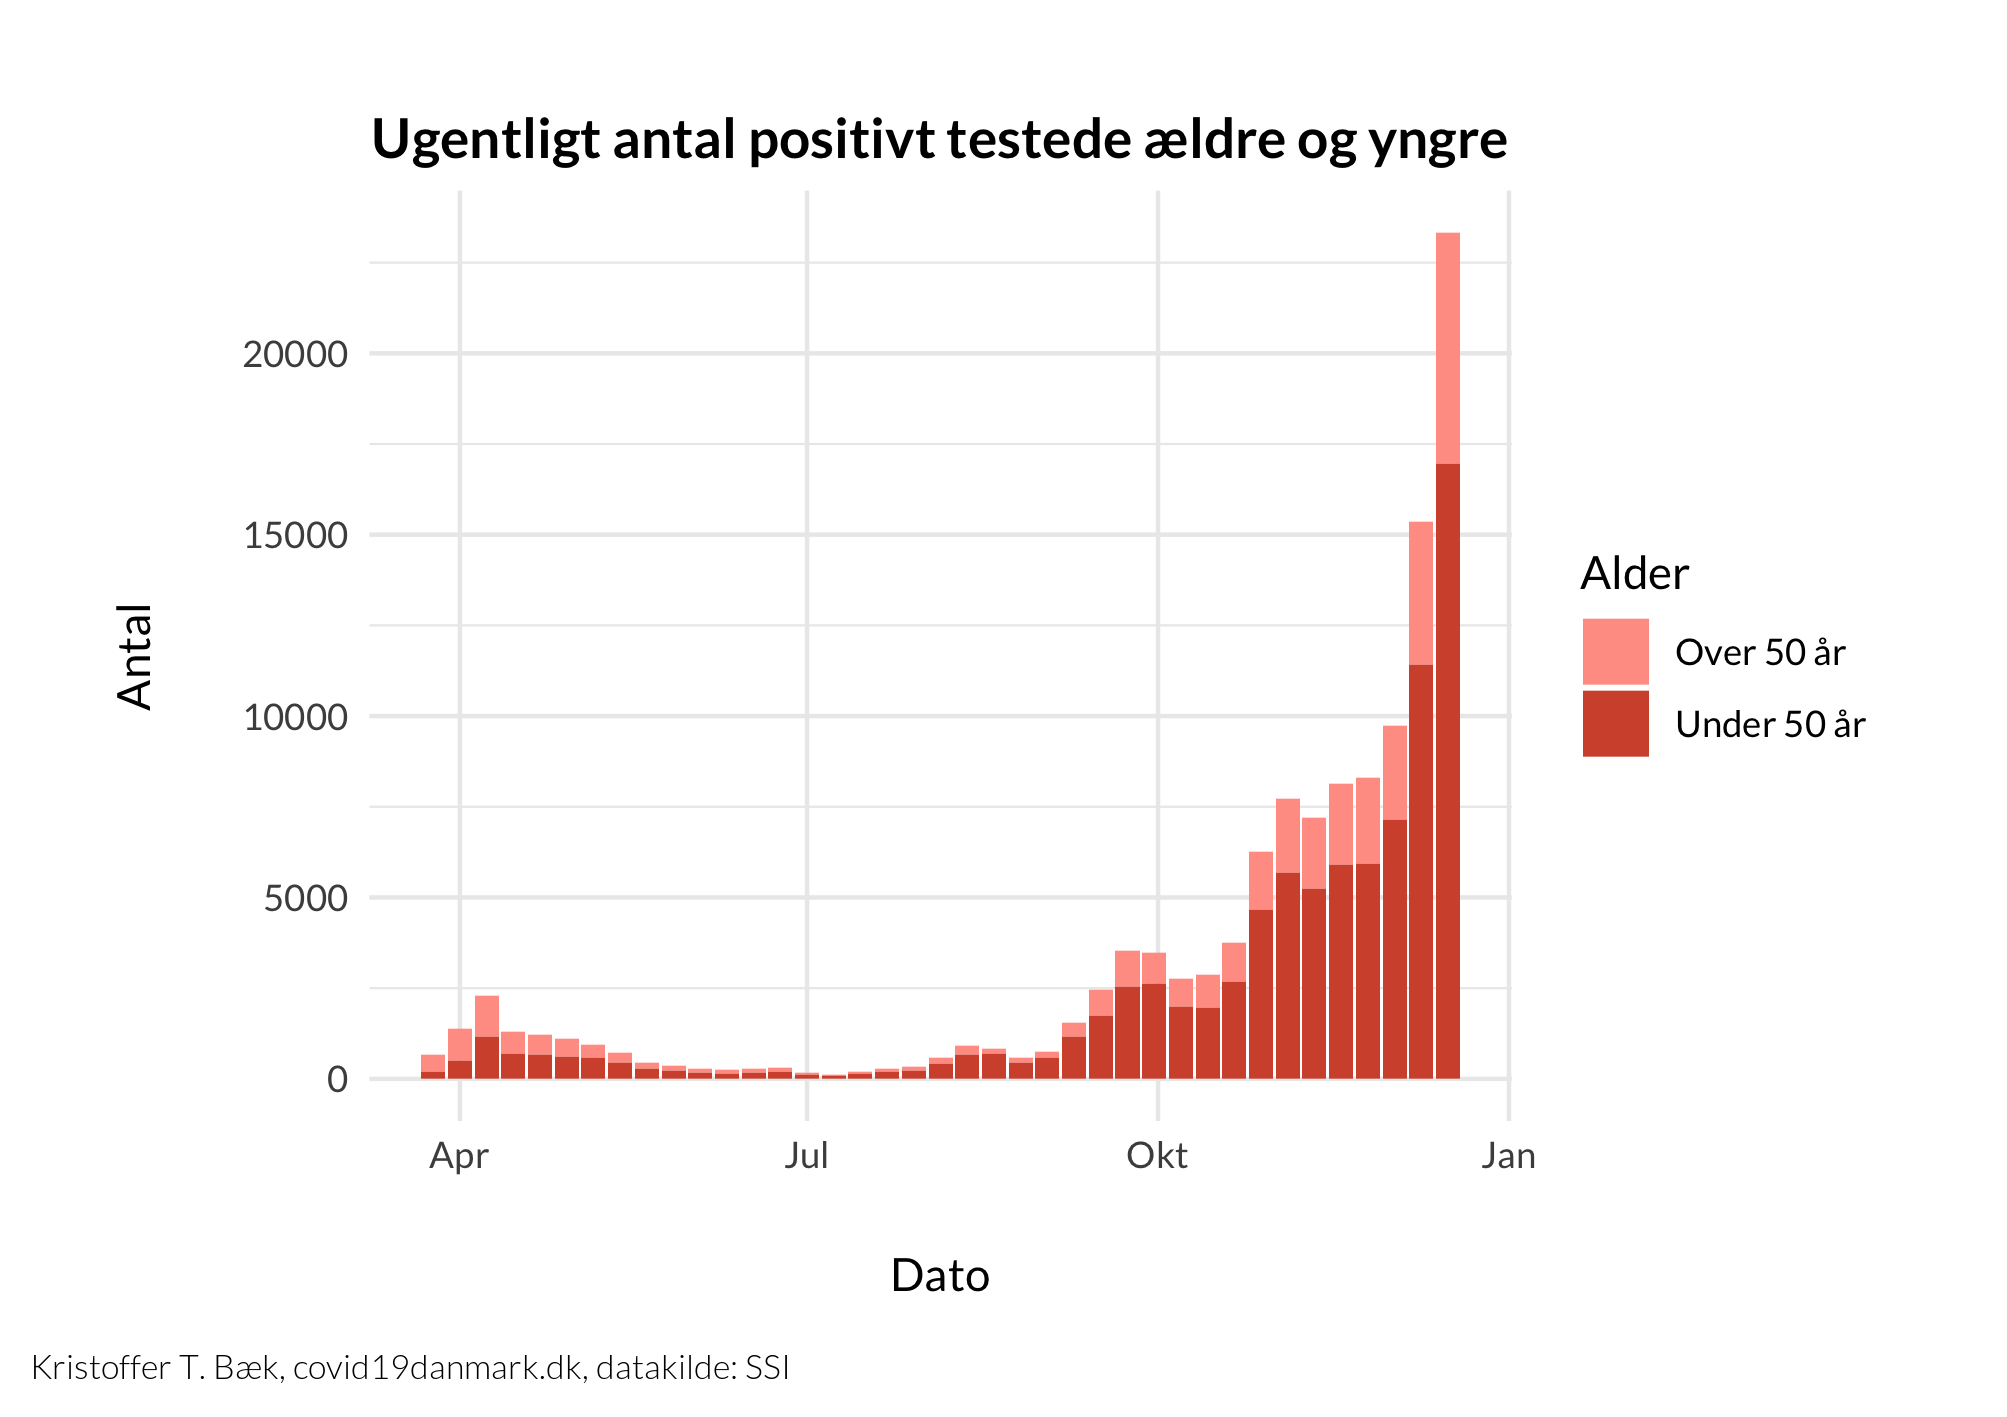 Ugentligt antal positivt testede ældre og yngre
Antal
20000
15000
10000
5000
0
Apr
Jul
Okt
Jan
Dato
Alder
Over 50 år
Under 50 år
Kristoffer T. Bæk, covid19danmark.dk, datakilde: SSI